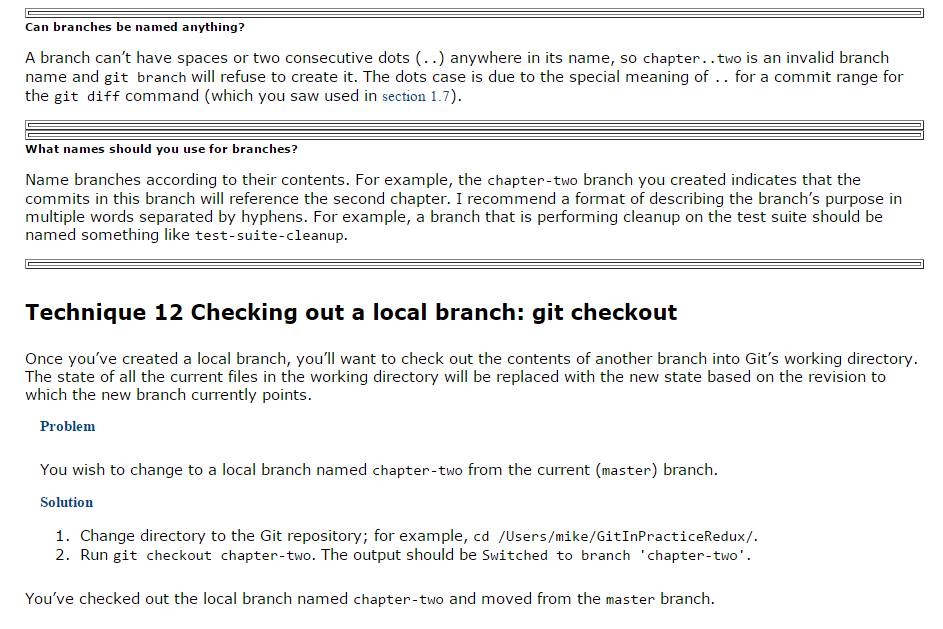 Can branches be named anything?
A branch can’t have spaces or two consecutive dots (..) anywhere in its name, so chapter..two is an invalid branch
name and git branch will refuse to create it. The dots case is due to the special meaning of .. for a commit range for
the git diff command (which you saw used in section 1.7).
What names should you use for branches?
Name branches according to their contents. For example, the chapter-two branch you created indicates that the
commits in this branch will reference the second chapter. I recommend a format of describing the branch’s purpose in
multiple words separated by hyphens. For example, a branch that is performing cleanup on the test suite should be
named something like test-suite-cleanup.
Technique 12 Checking out a local branch: git checkout
Once you’ve created a local branch, you’ll want to check out the contents of another branch into Git’s working directory.
The state of all the current files in the working directory will be replaced with the new state based on the revision to
which the new branch currently points.
Problem
You wish to change to a local branch named chapter-two from the current (master) branch.
Solution
1. Change directory to the Git repository; for example, cd /Users/mike/GitInPracticeRedux/.
2. Run git checkout chapter-two. The output should be Switched to branch 'chapter-two'.
You’ve checked out the local branch named chapter-two and moved from the master branch.